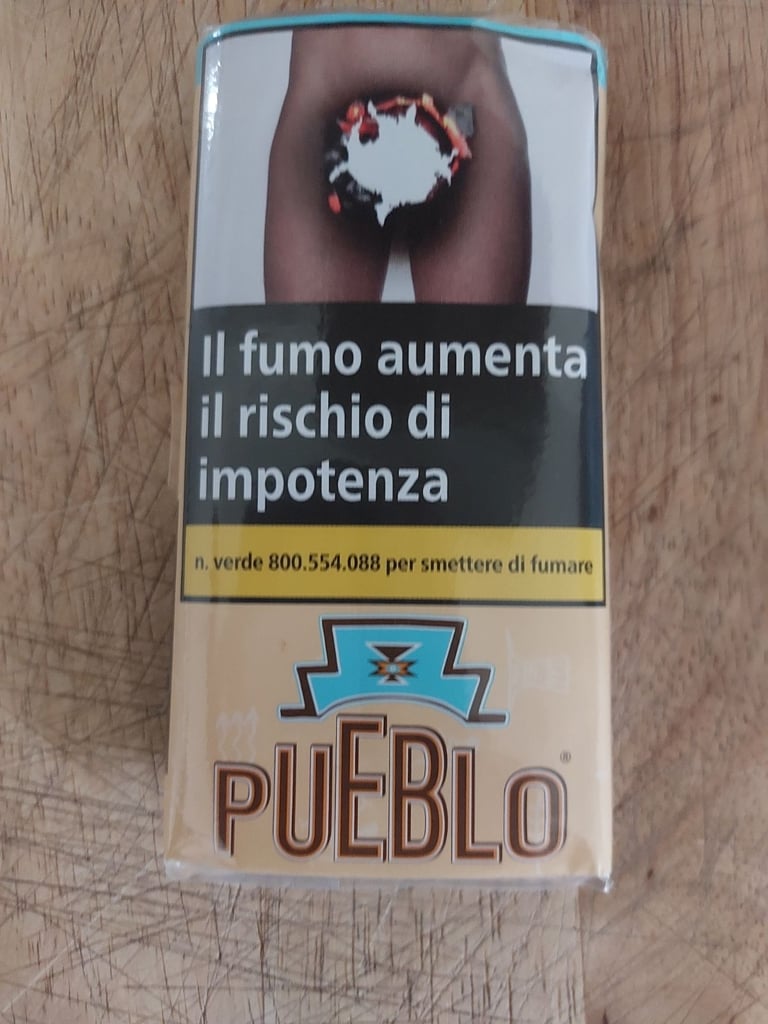 Il fumo aumenta
il rischio di
impotenza
n. verde 800.554.088 per smettere di fumare
PUEBLO®